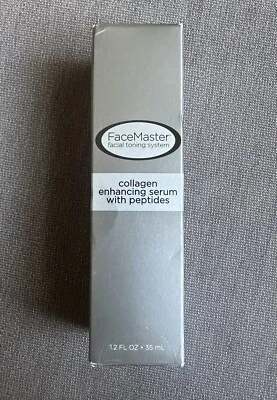 FaceMaster
facial toning system
collagen
enhancing serum
with peptides
1.2 FL OZ • 35 mL